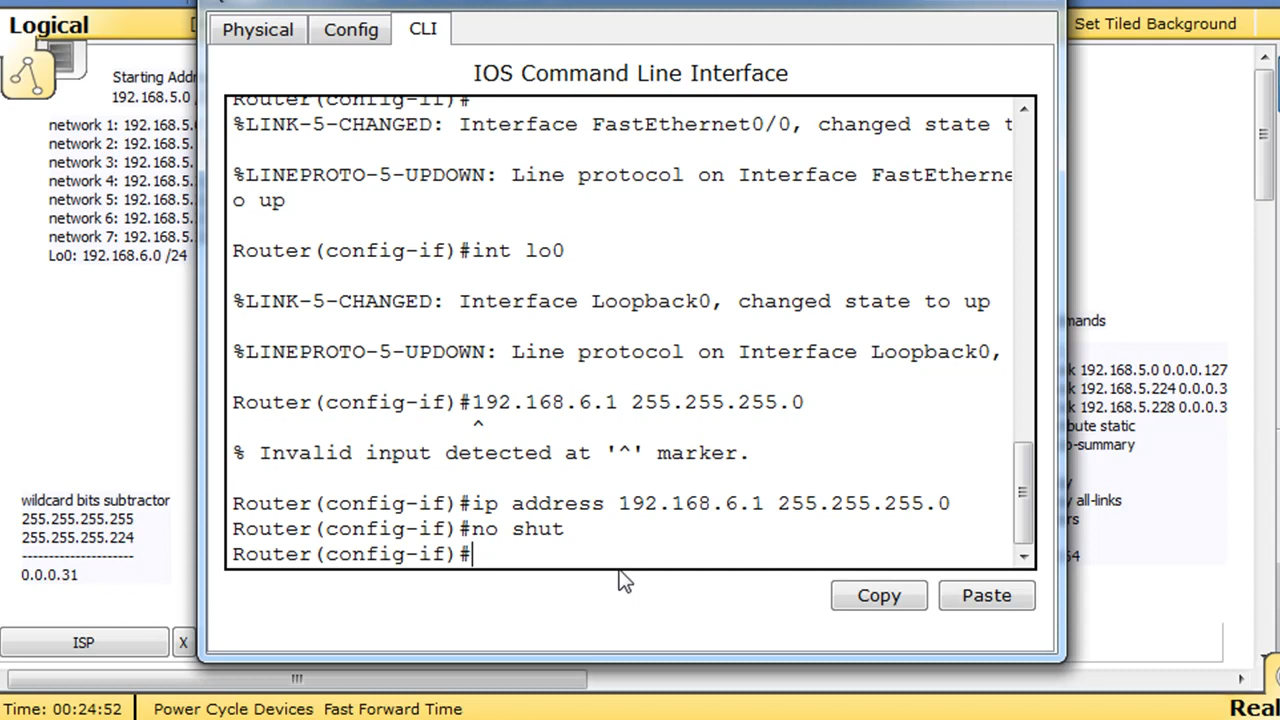 Logical
Set Tiled Background
Physical
Config
CLI
IOS Command Line Interface
Starting Addr
192.168.5.0 /
network 1: 192.168.5.
network 2: 192.168.5.
network 3: 192.168.5.
network 4: 192.168.5.
network 5: 192.168.5.
network 6: 192.168.5.
network 7: 192.168.5.
Lo0: 192.168.6.0 /24
Router(config-if)#
%LINK-5-CHANGED: Interface FastEthernet0/0, changed state t
%LINEPROTO-5-UPDOWN: Line protocol on Interface FastEtherne
o up
Router(config-if)#int lo0
%LINK-5-CHANGED: Interface Loopback0, changed state to up
%LINEPROTO-5-UPDOWN: Line protocol on Interface Loopback0,
Router(config-if)#192.168.6.1 255.255.255.0
^
% Invalid input detected at '^' marker.
Router(config-if)#ip address 192.168.6.1 255.255.255.0
Router(config-if)#no shut
Router(config-if)#
Copy
Paste
mands
k 192.168.5.0 0.0.0.127
k 192.168.5.224 0.0.0.3
k 192.168.5.228 0.0.0.3
bute static
o-summary
y
y all-links
rs
64
wildcard bits subtractor
255.255.255.255
255.255.255.224
---------------------
0.0.0.31
ISP
X
Time: 00:24:52
Power Cycle Devices Fast Forward Time
Real